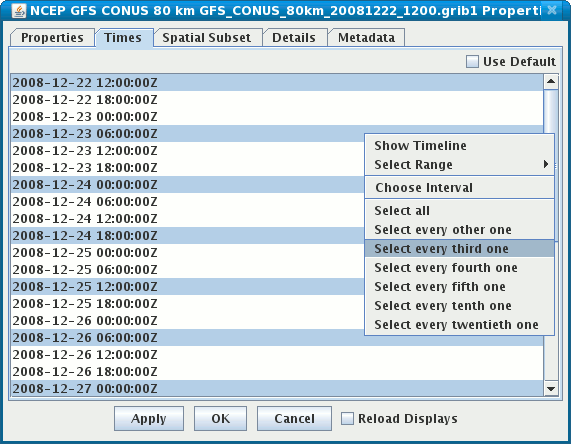 NCEP GFS CONUS 80 km GFS_CONUS_80km_20081222_1200.grib1 Properti
Properties Times Spatial Subset Details Metadata
Use Default
2008-12-22 12:00:00Z
2008-12-22 18:00:00Z
2008-12-23 00:00:00Z
2008-12-23 06:00:00Z
2008-12-23 12:00:00Z
2008-12-23 18:00:00Z
2008-12-24 00:00:00Z
2008-12-24 06:00:00Z
2008-12-24 12:00:00Z
2008-12-24 18:00:00Z
2008-12-25 00:00:00Z
2008-12-25 06:00:00Z
2008-12-25 12:00:00Z
2008-12-25 18:00:00Z
2008-12-26 00:00:00Z
2008-12-26 06:00:00Z
2008-12-26 12:00:00Z
2008-12-26 18:00:00Z
2008-12-27 00:00:00Z
Show Timeline
Select Range
Choose Interval
Select all
Select every other one
Select every third one
Select every fourth one
Select every fifth one
Select every tenth one
Select every twentieth one
Apply OK Cancel Reload Displays